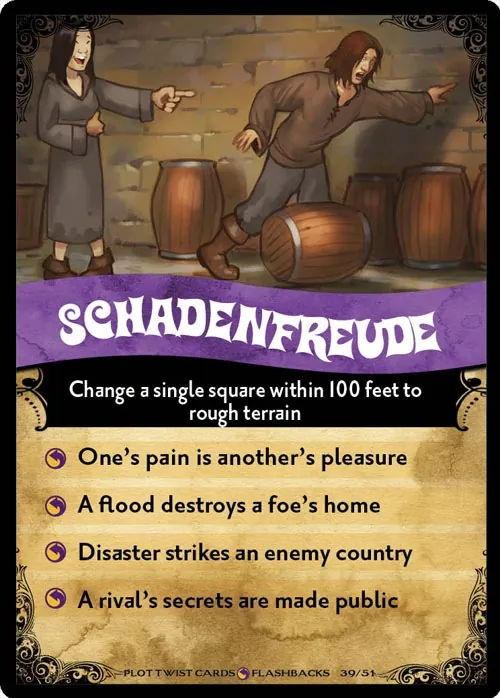 SCHADENFREUDE
Change a single square within 100 feet to
rough terrain
One's pain is another's pleasure
A flood destroys a foe's home
Disaster strikes an enemy country
A rival's secrets are made public
PLOT TWIST CARDS FLASHBACKS 39/51